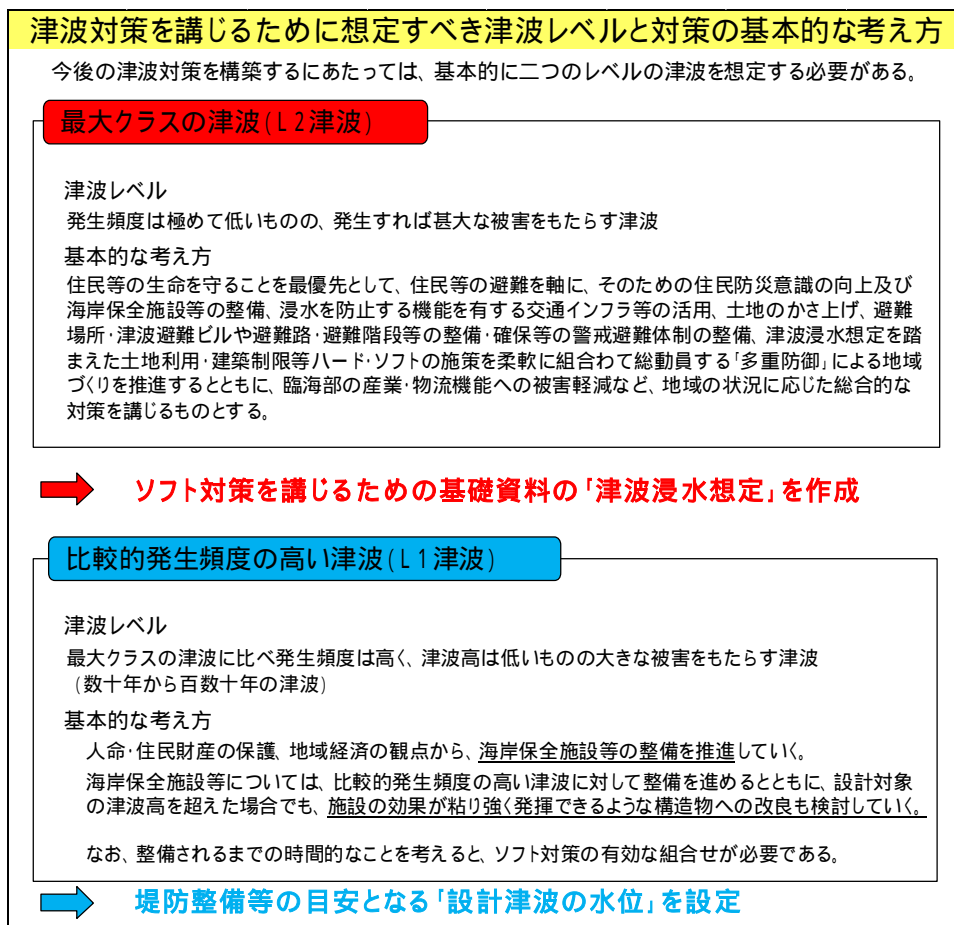 津波対策を講じるために想定すべき津波レベルと対策の基本的な考え方
今後の津波対策を構築するにあたっては、基本的に二つのレベルの津波を想定する必要がある。
最大クラスの津波(L2津波)
津波レベル
発生頻度は極めて低いものの、発生すれば甚大な被害をもたらす津波
基本的な考え方
住民等の生命を守ることを最優先として、住民等の避難を軸に、そのための住民防災意識の向上及び
海岸保全施設等の整備、浸水を防止する機能を有する交通インフラ等の活用、土地のかさ上げ、避難
場所・津波避難ビルや避難路・避難階段等の整備・確保等の警戒避難体制の整備、津波浸水想定を踏
まえた土地利用・建築制限等ハード・ソフトの施策を柔軟に組合わて総動員する「多重防御」による地域
づくりを推進するとともに、臨海部の産業・物流機能への被害軽減など、地域の状況に応じた総合的な
対策を講じるものとする。
ソフト対策を講じるための基礎資料の「津波浸水想定」を作成
比較的発生頻度の高い津波(L1津波)
津波レベル
最大クラスの津波に比べ発生頻度は高く、津波高は低いものの大きな被害をもたらす津波
(数十年から百数十年の津波)
基本的な考え方
人命・住民財産の保護、地域経済の観点から、海岸保全施設等の整備を推進していく。
海岸保全施設等については、比較的発生頻度の高い津波に対して整備を進めるとともに、設計対象
の津波高を超えた場合でも、施設の効果が粘り強く発揮できるような構造物への改良も検討していく。
なお、整備されるまでの時間的なことを考えると、ソフト対策の有効な組合せが必要である。
堤防整備等の目安となる「設計津波の水位」を設定